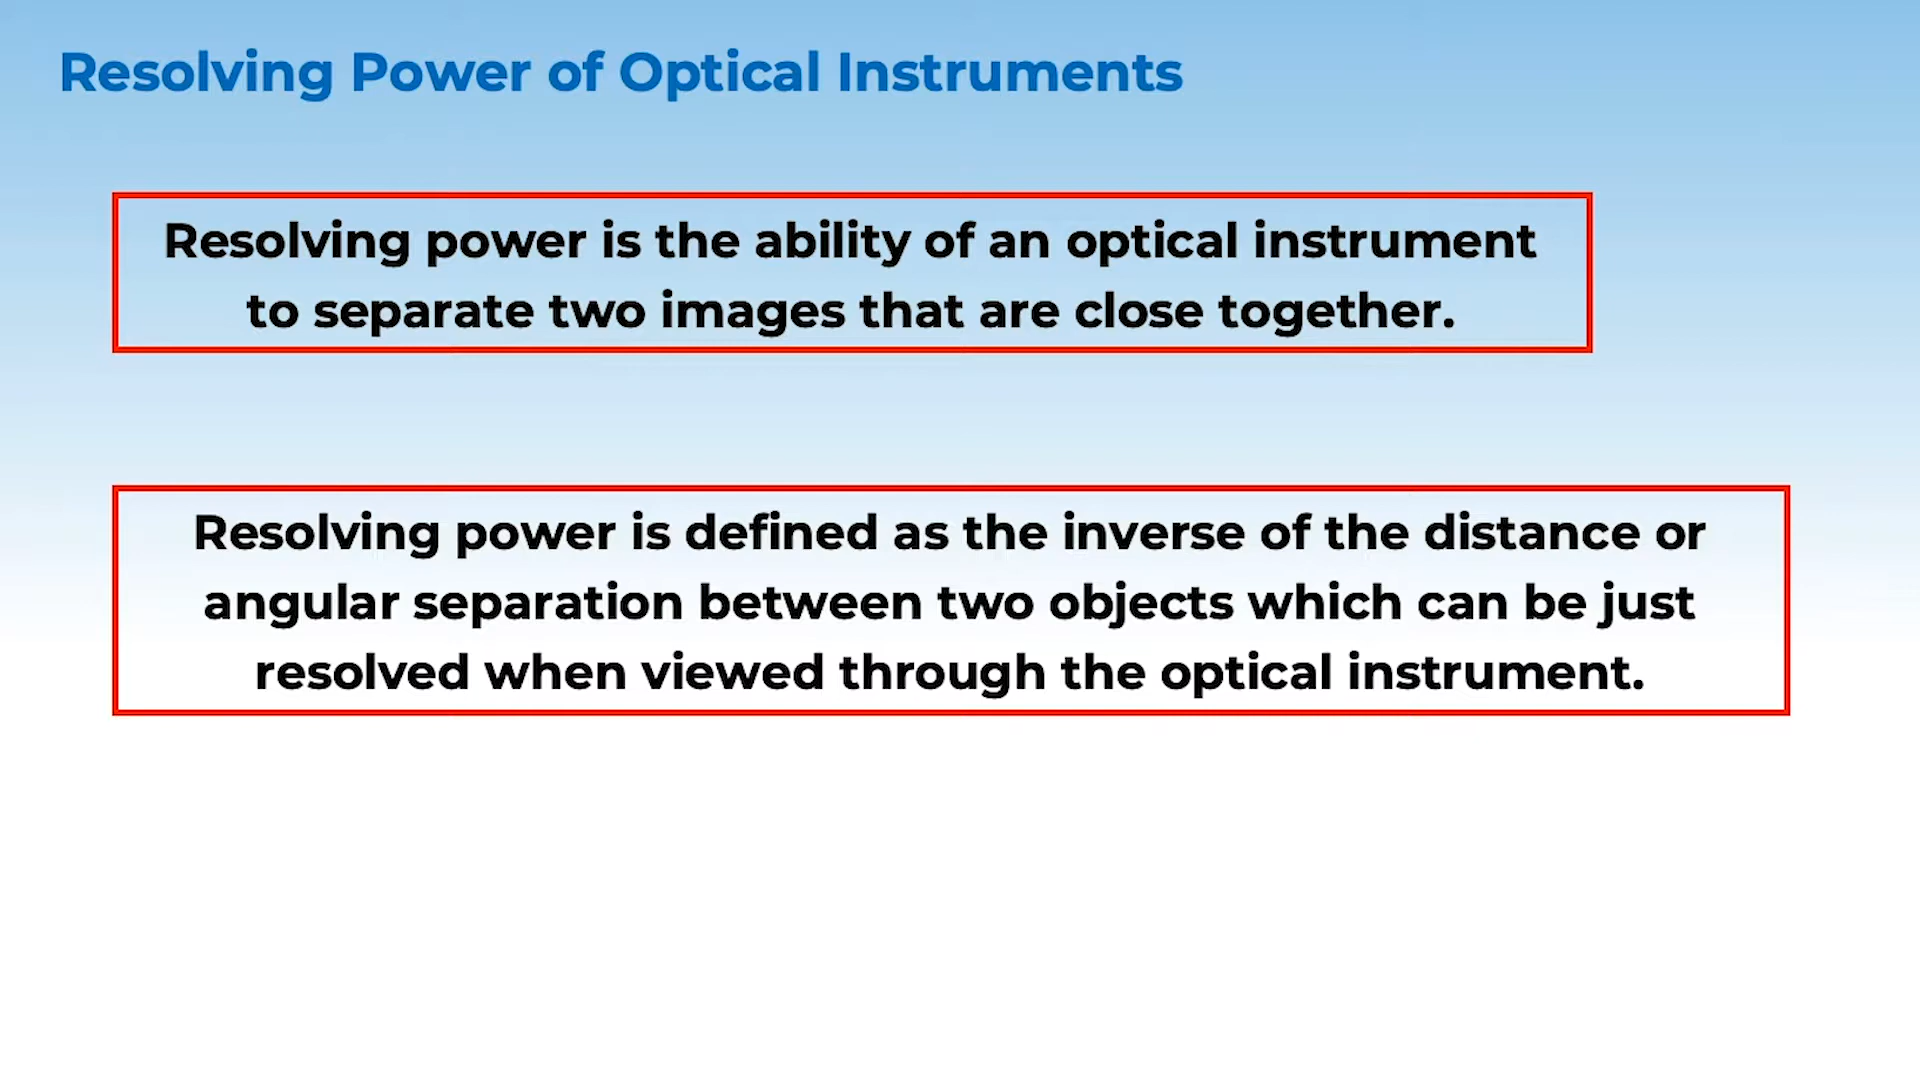 Resolving Power of Optical Instruments
Resolving power is the ability of an optical instrument
to separate two images that are close together.
Resolving power is defined as the inverse of the distance or
angular separation between two objects which can be just
resolved when viewed through the optical instrument.